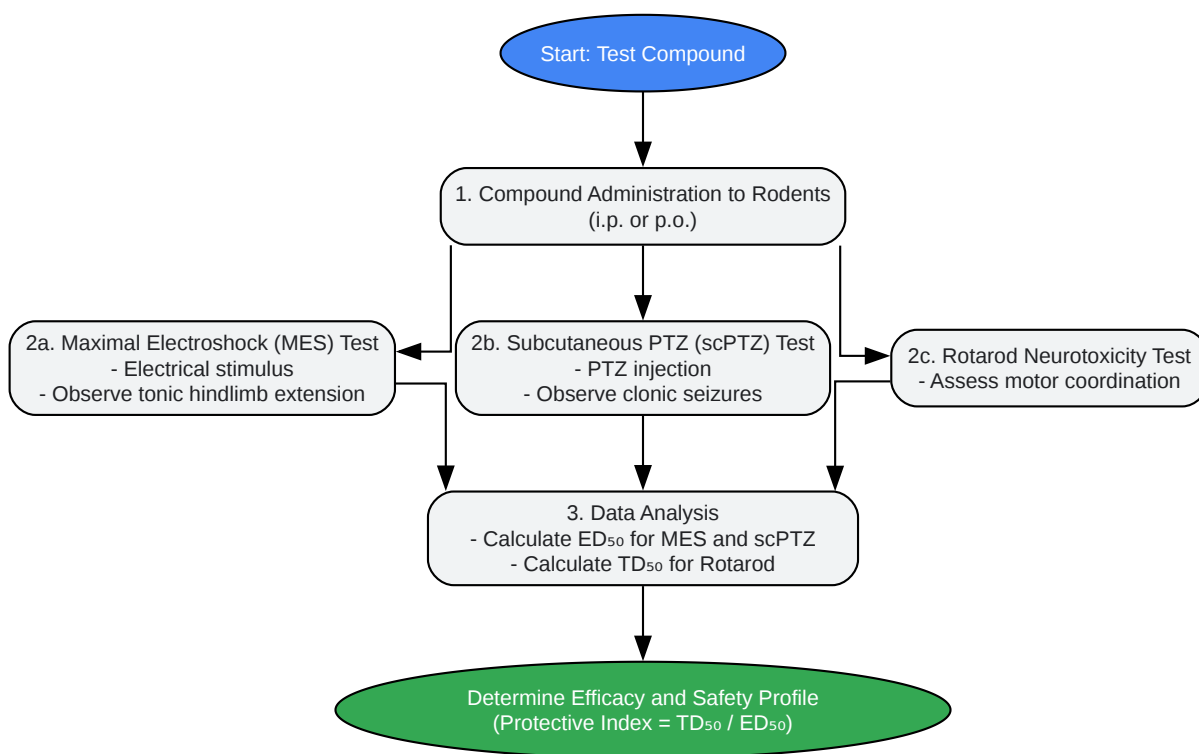 Start: Test Compound
1. Compound Administration to Rodents
(i.p. or p.o.)
2a. Maximal Electroshock (MES) Test
- Electrical stimulus
- Observe tonic hindlimb extension
2b. Subcutaneous PTZ (scPTZ) Test
- PTZ injection
- Observe clonic seizures
2c. Rotarod Neurotoxicity Test
- Assess motor coordination
3. Data Analysis
- Calculate ED₅₀ for MES and scPTZ
- Calculate TD₅₀ for Rotarod
Determine Efficacy and Safety Profile
(Protective Index = TD₅₀ / ED₅₀)